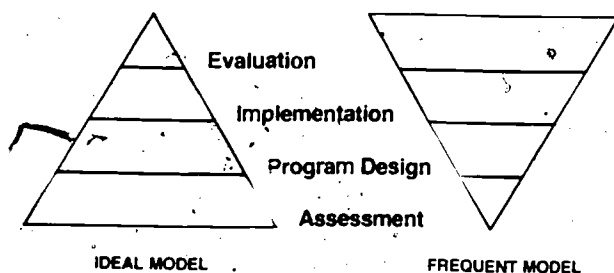 Evaluation
Implementation
Program Design
Assessment
IDEAL MODEL
FREQUENT MODEL